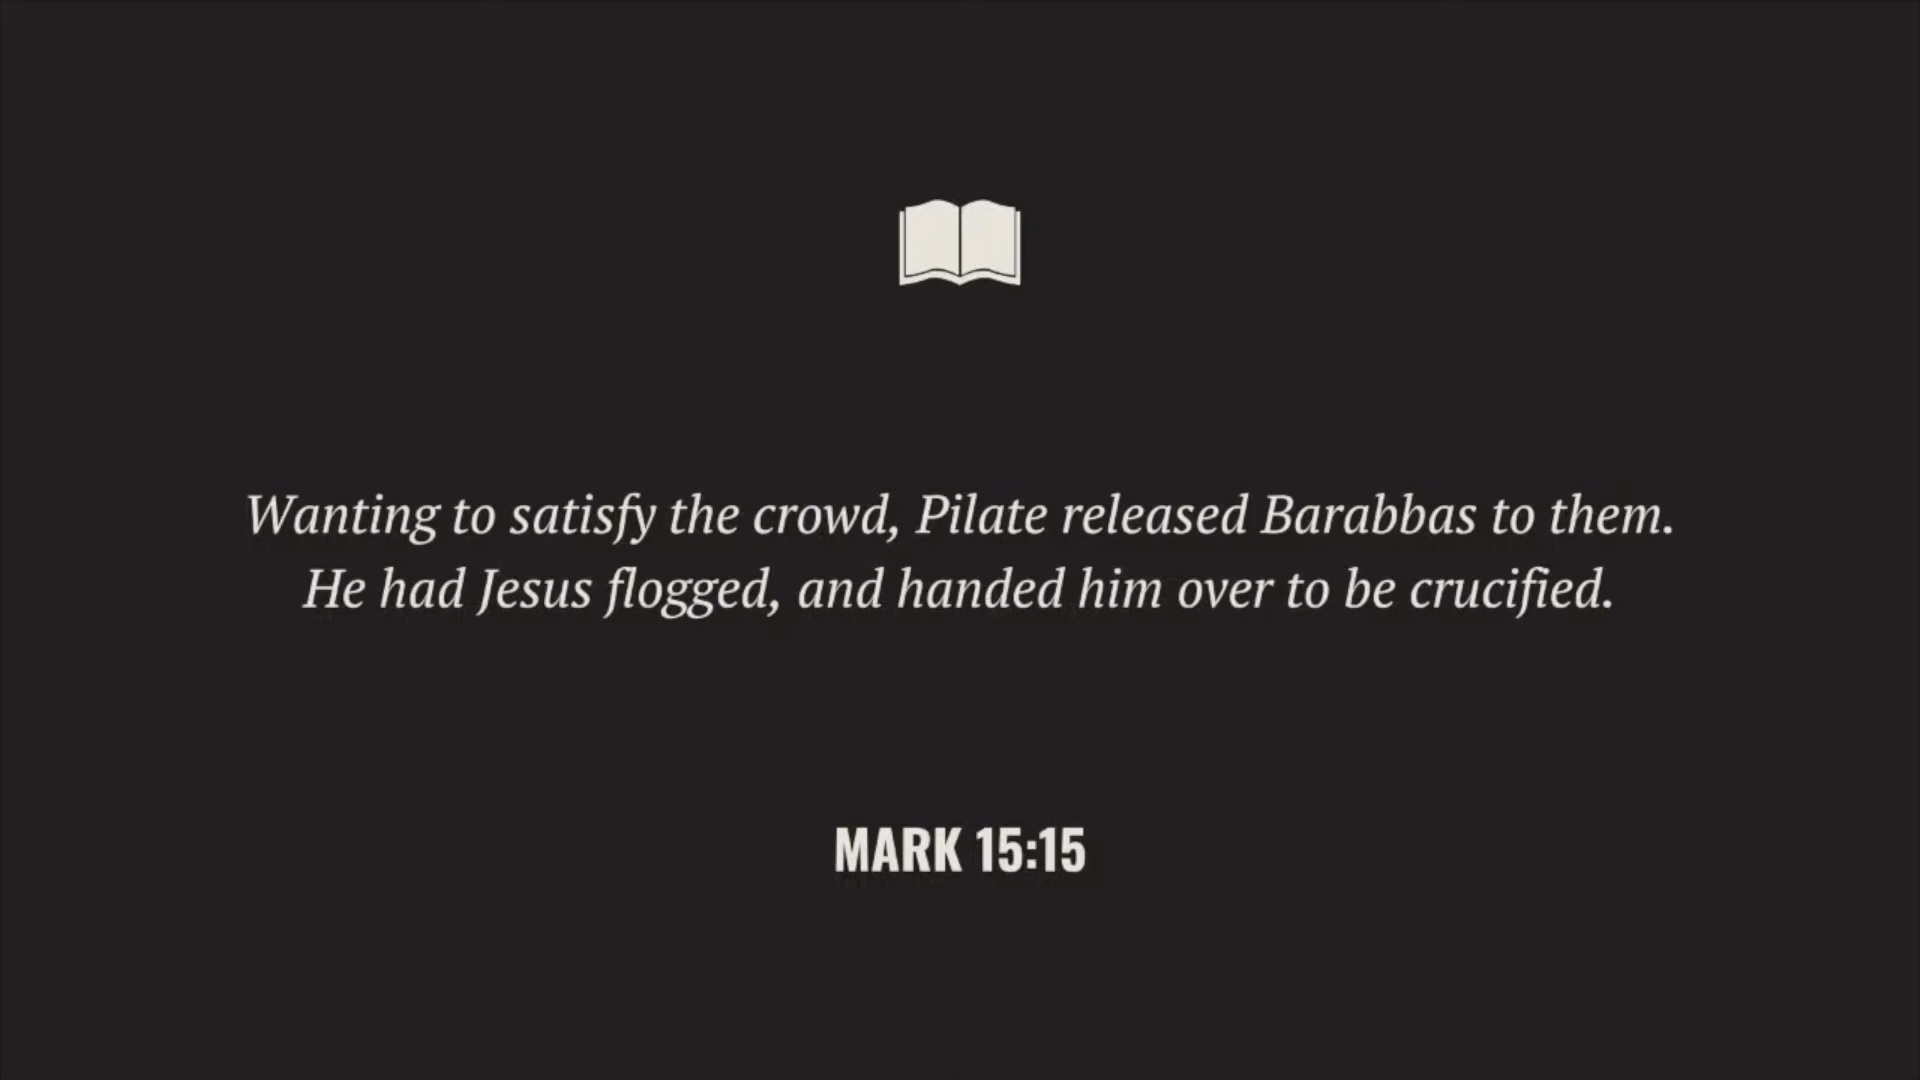 Wanting to satisfy the crowd, Pilate released Barabbas to them.
He had Jesus flogged, and handed him over to be crucified.
MARK 15:15